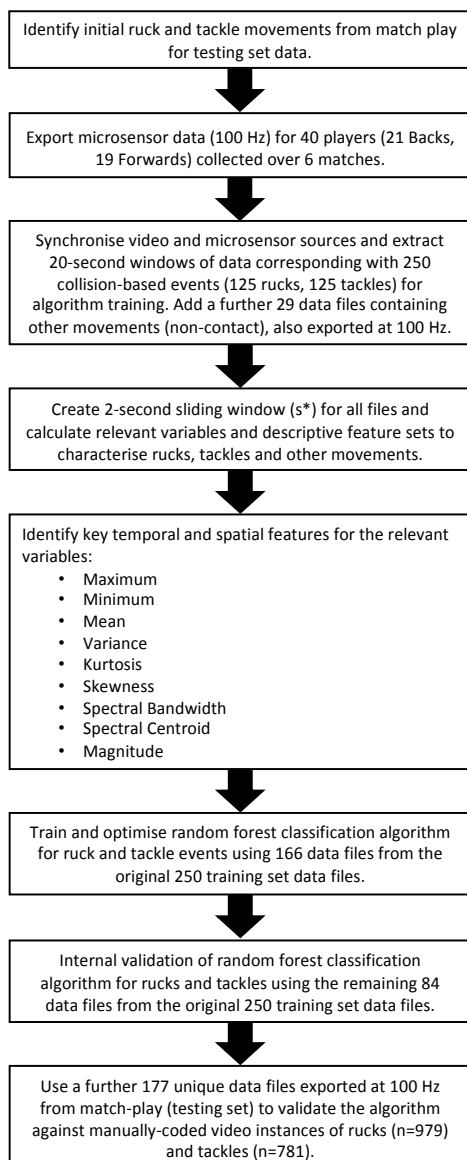 Identify initial ruck and tackle movements from match play
for testing set data.
Export microsensor data (100 Hz) for 40 players (21 Backs,
19 Forwards) collected over 6 matches.
Synchronise video and microsensor sources and extract
20-second windows of data corresponding with 250
collision-based events (125 rucks, 125 tackles) for
algorithm training. Add a further 29 data files containing
other movements (non-contact), also exported at 100 Hz.
Create 2-second sliding window (s*) for all files and
calculate relevant variables and descriptive feature sets to
characterise rucks, tackles and other movements.
Identify key temporal and spatial features for the relevant
variables:
• Maximum
• Minimum
• Mean
• Variance
• Kurtosis
• Skewness
• Spectral Bandwidth
• Spectral Centroid
• Magnitude
Train and optimise random forest classification algorithm
for ruck and tackle events using 166 data files from the
original 250 training set data files.
Internal validation of random forest classification
algorithm for rucks and tackles using the remaining 84
data files from the original 250 training set data files.
Use a further 177 unique data files exported at 100 Hz
from match-play (testing set) to validate the algorithm
against manually-coded video instances of rucks (n=979)
and tackles (n=781).